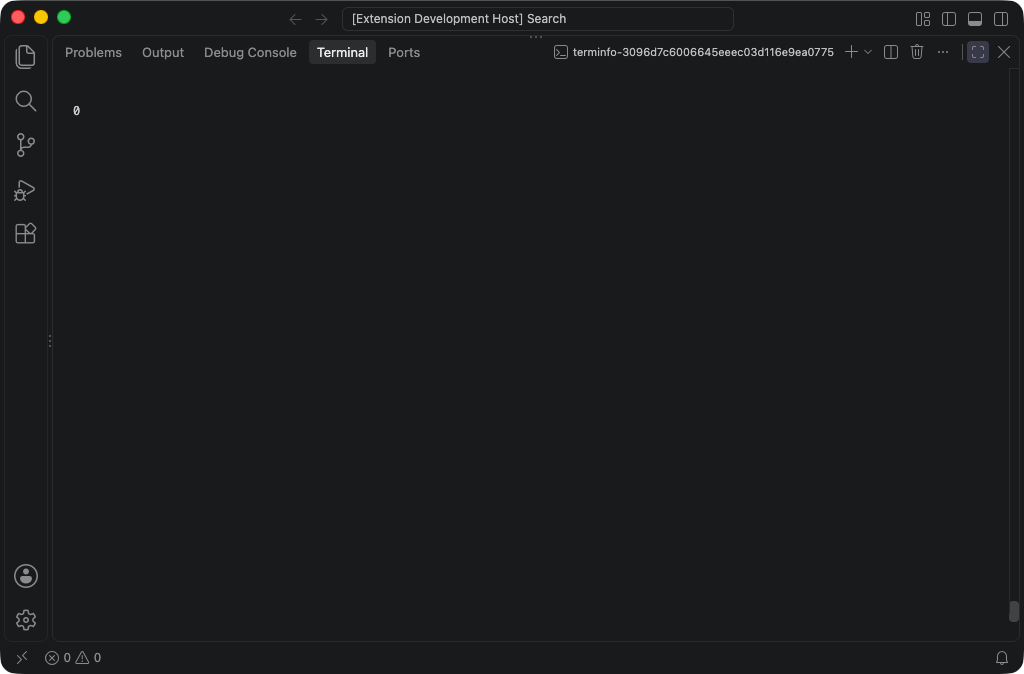 [Extension Development Host] Search
Problems Output Debug Console Terminal Ports terminfo-3096d7c6006645eeec03d116e9ea0775
0
0 0